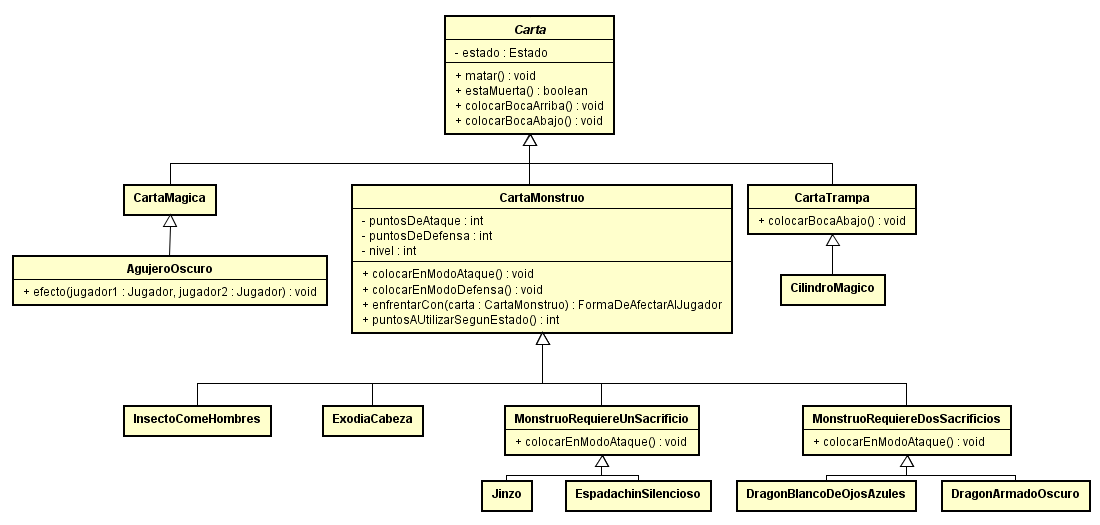 Carta
- estado : Estado
+ matar() : void
+ estaMuerta() : boolean
+ colocarBocaArriba() : void
+ colocarBocaAbajo() : void
CartaMagica
CartaMonstruo
- puntosDeAtaque : int
- puntosDeDefensa : int
- nivel : int
+ colocarEnModoAtaque() : void
+ colocarEnModoDefensa() : void
+ enfrentarCon(carta : CartaMonstruo) : FormaDeAfectarAlJugador
+ puntosAUtilizarSegunEstado() : int
CartaTrampa
+ colocarBocaAbajo() : void
AgujeroOscuro
+ efecto(jugador1 : Jugador, jugador2 : Jugador) : void
CilindroMagico
InsectoComeHombres
ExodiaCabeza
MonstruoRequiereUnSacrificio
+ colocarEnModoAtaque() : void
MonstruoRequiereDosSacrificios
+ colocarEnModoAtaque() : void
Jinzo
EspadachinSilencioso
DragonBlancoDeOjosAzules
DragonArmadoOscuro